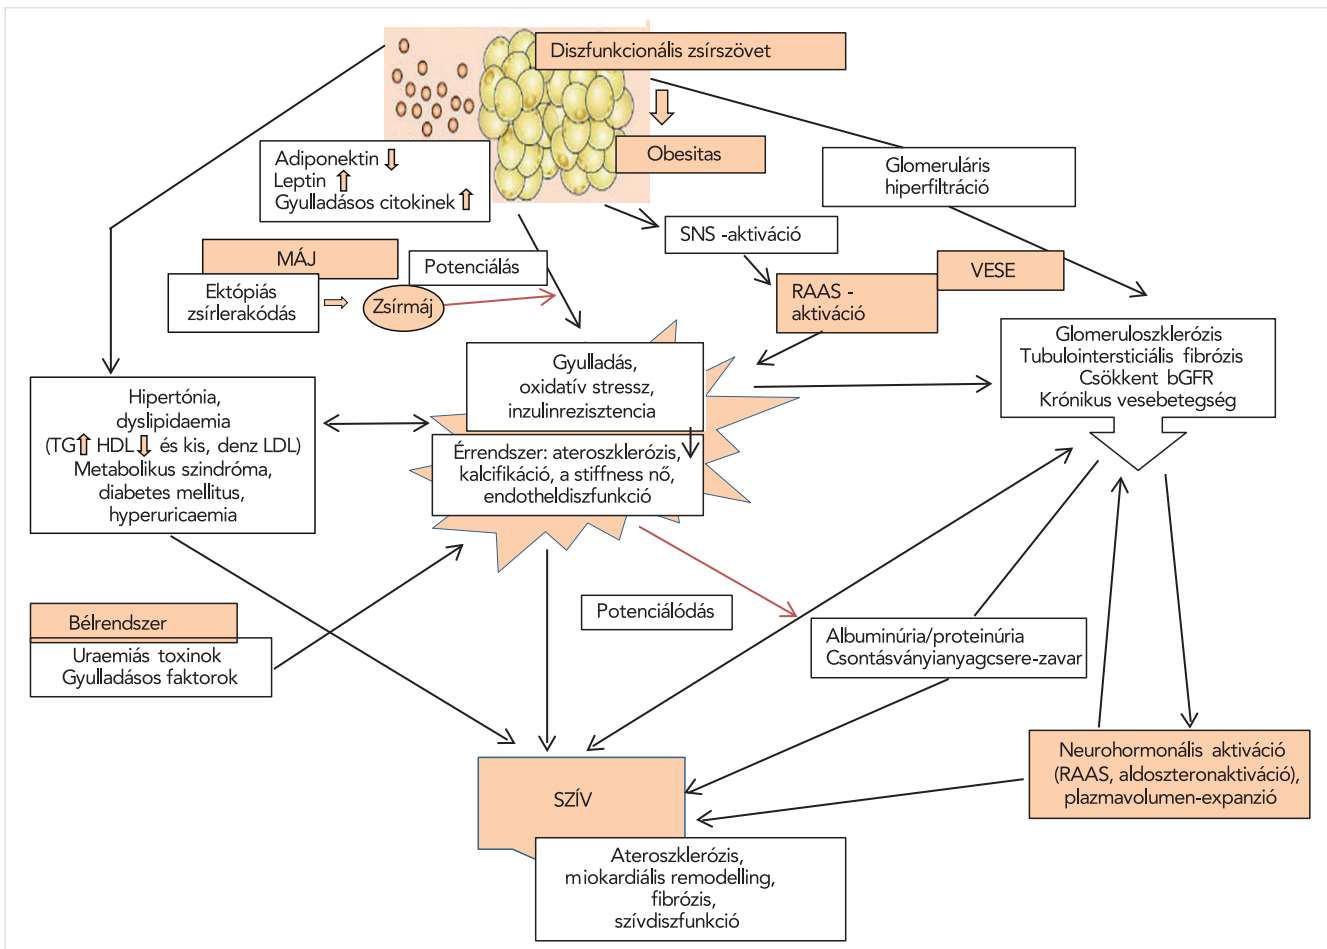 Diszfunkcionális zsírszövet
Obesitas
Adiponektin
Leptin
Gyulladásos citokinek
Glomeruláris
hiperfiltráció
SNS -aktiváció
MÁJ
Potenciálás
Ektópiás
zsírlerakódás
Zsírmáj
VESE
RAAS -
aktiváció
Glomeruloszklerózis
Tubulointersticiális fibrózis
Csökkent bGFR
Krónikus vesebetegség
Gyulladás,
oxidatív stressz,
inzulinrezisztencia
Hipertónia,
dyslipidaemia
(TG HDL és kis, denz LDL)
Metabolikus szindróma,
diabetes mellitus,
hyperuricaemia
Érrendszer: ateroszklerózis,
kalcifikáció, a stiffness nő,
endotheldiszfunkció
Potenciálódás
Bélrendszer
Uraemiás toxinok
Gyulladásos faktorok
Albuminúria/proteinúria
Csontásványianyagcsere-zavar
Neurohormonális aktiváció
(RAAS, aldoszteronaktiváció),
plazmavolumen-expanzió
SZÍV
Ateroszklerózis,
miokardiális remodelling,
fibrózis,
szívdiszfunkció